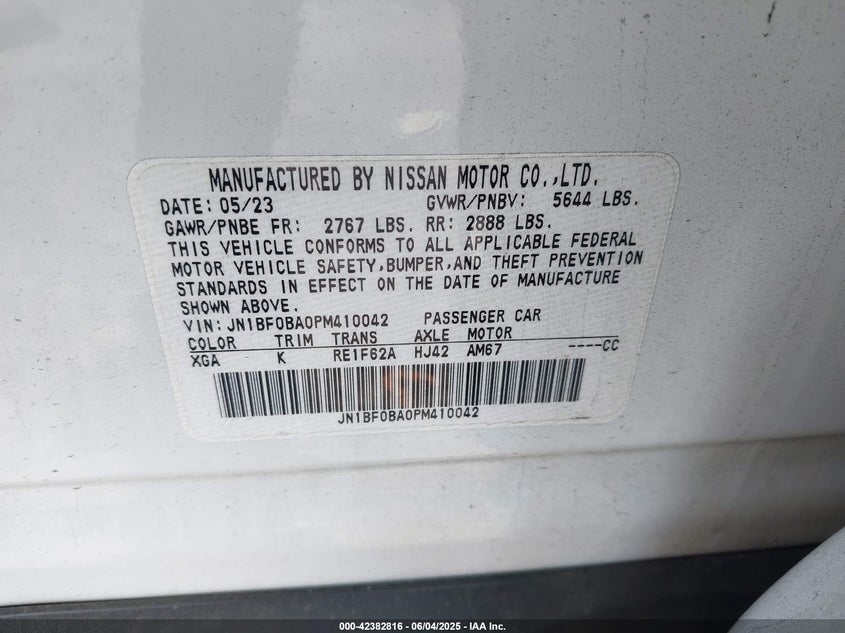 MANUFACTURED BY NISSAN MOTOR CO.,LTD.
DATE: 05/23 GVWR/PNBV: 5644 LBS.
GAWR/PNBE FR: 2767 LBS. RR: 2888 LBS.
THIS VEHICLE CONFORMS TO ALL APPLICABLE FEDERAL
MOTOR VEHICLE SAFETY,BUMPER,AND THEFT PREVENTION
STANDARDS IN EFFECT ON THE DATE OF MANUFACTURE
SHOWN ABOVE.
VIN: JN1BF0BA0PM410042 PASSENGER CAR
COLOR TRIM TRANS AXLE MOTOR
XGA K RE1F62A HJ42 AM67 ----CC
JN1BF0BA0PM410042
000-42382816 - 06/04/2025 - IAA Inc.